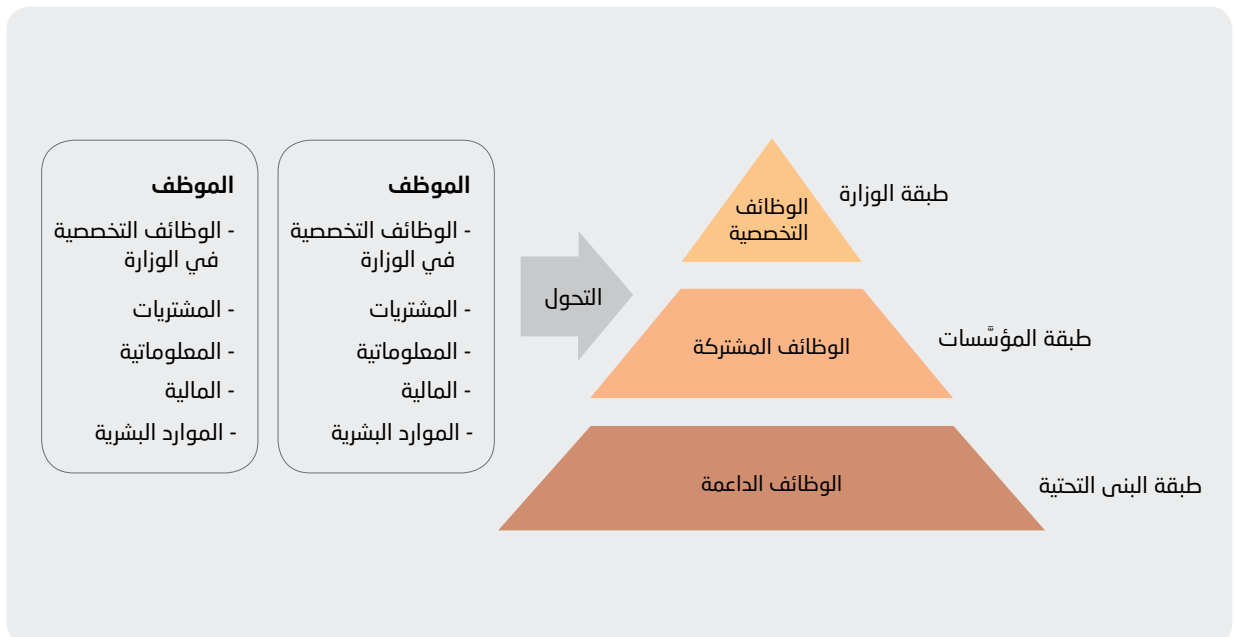 طبقة الوزارة
الوظائف
التخصصية
طبقة المؤسَّسات
الوظائف المشتركة
طبقة البنى التحتية
الوظائف الداعمة
التحول
الموظف
- الوظائف التخصصية
في الوزارة
- المشتريات
- المعلوماتية
- المالية
- الموارد البشرية
الموظف
- الوظائف التخصصية
في الوزارة
- المشتريات
- المعلوماتية
- المالية
- الموارد البشرية